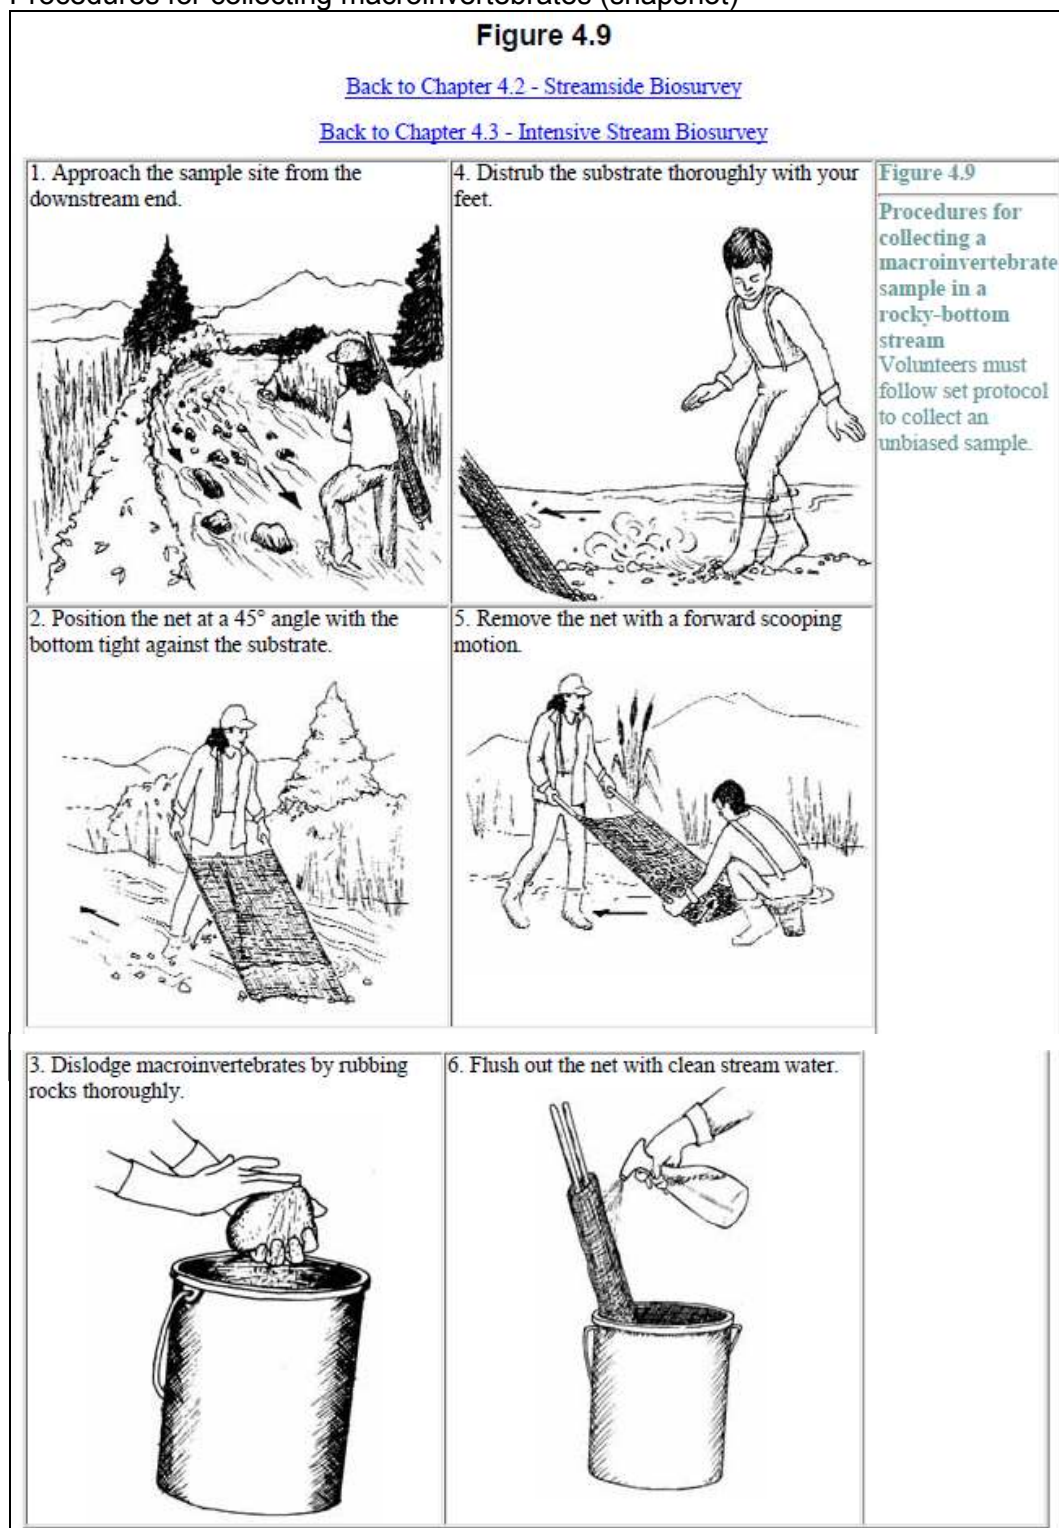 Procedures for collecting macroinvertebrates (snapshot)
Figure 4.9
Back to Chapter 4.2 - Streamside Biosurvey
Back to Chapter 4.3 - Intensive Stream Biosurvey
1. Approach the sample site from the
downstream end.
4. Distrub the substrate thoroughly with your
feet.
Figure 4.9
Procedures for
collecting a
macroinvertebrate
sample in a
rocky-bottom
stream
Volunteers must
follow set protocol
to collect an
unbiased sample.
2. Position the net at a 45° angle with the
bottom tight against the substrate.
45°
5. Remove the net with a forward scooping
motion.
3. Dislodge macroinvertebrates by rubbing
rocks thoroughly.
6. Flush out the net with clean stream water.